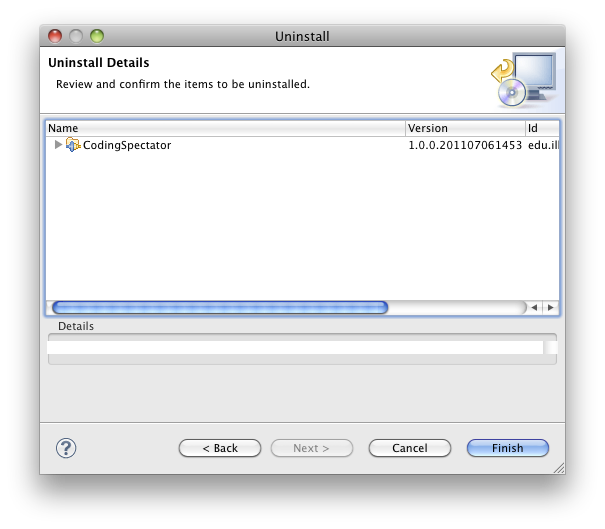 Uninstall
Uninstall Details
Review and confirm the items to be uninstalled.
Name Version Id
CodingSpectator 1.0.0.201107061453 edu.ill
Details
? < Back Next > Cancel Finish